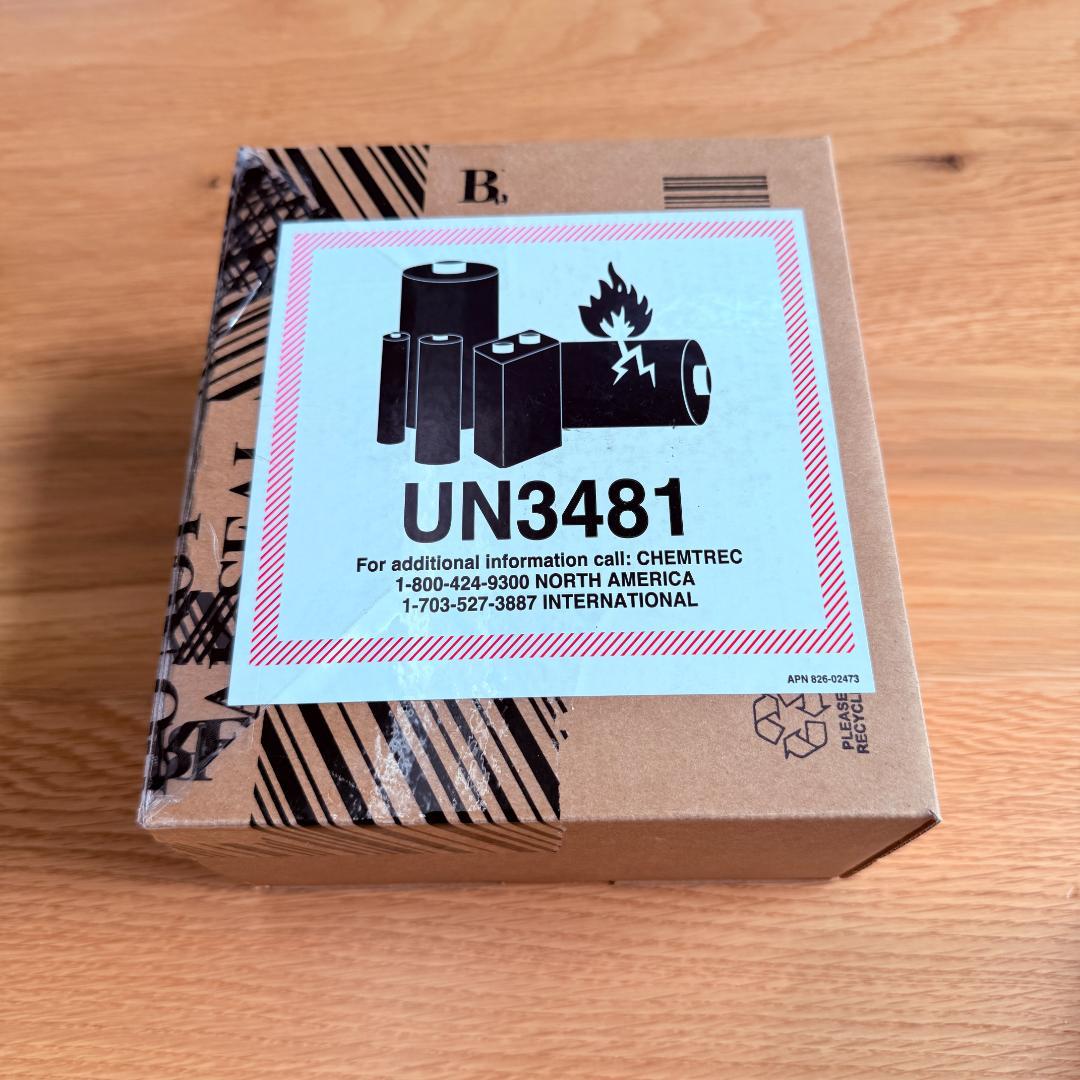 B
UN3481
For additional information call: CHEMTREC
1-800-424-9300 NORTH AMERICA
1-703-527-3887 INTERNATIONAL
APN 826-02473
PLEASE
RECYCL